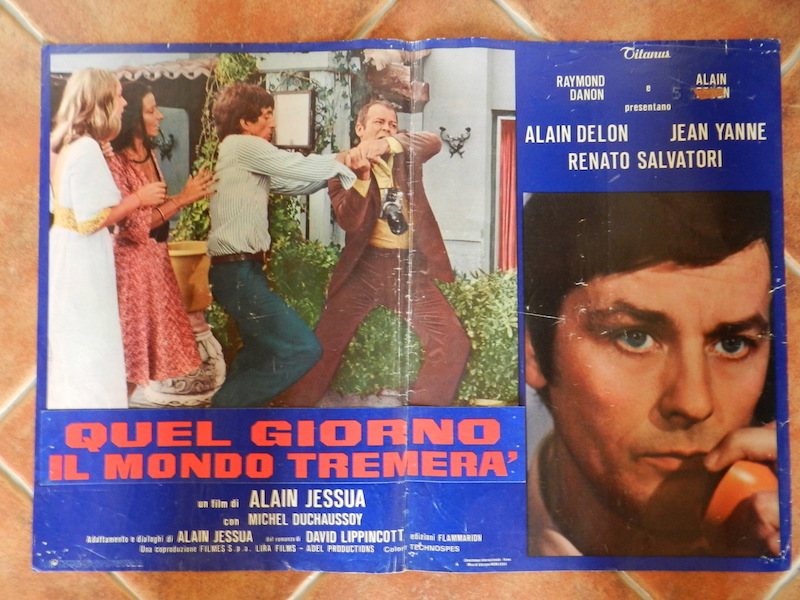 Titanus
RAYMOND DANON e ALAIN
presentano 5
ALAIN DELON JEAN YANNE
RENATO SALVATORI
QUEL GIORNO
IL MONDO TREMERA'
un film di ALAIN JESSUA
con MICHEL DUCHAUSSOY
Adattamento e dialoghi di ALAIN JESSUA dal romanzo di DAVID LIPPINCOTT edizioni FLAMMARION
Una coproduzione FILMES S.p.a. LIRA FILMS - ADEL PRODUCTIONS Color: TECHNOSPES